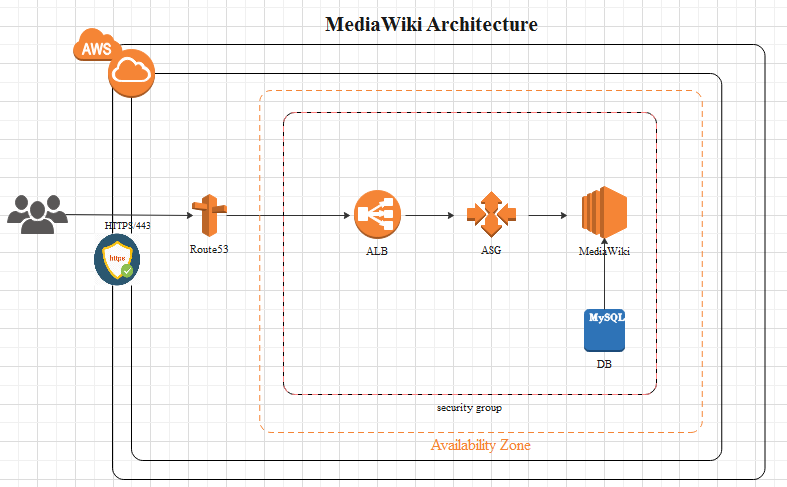 MediaWiki Architecture
AWS
HTTPS/443
https
Route53
ALB
ASG
MediaWiki
MySQL
DB
security group
Availability Zone